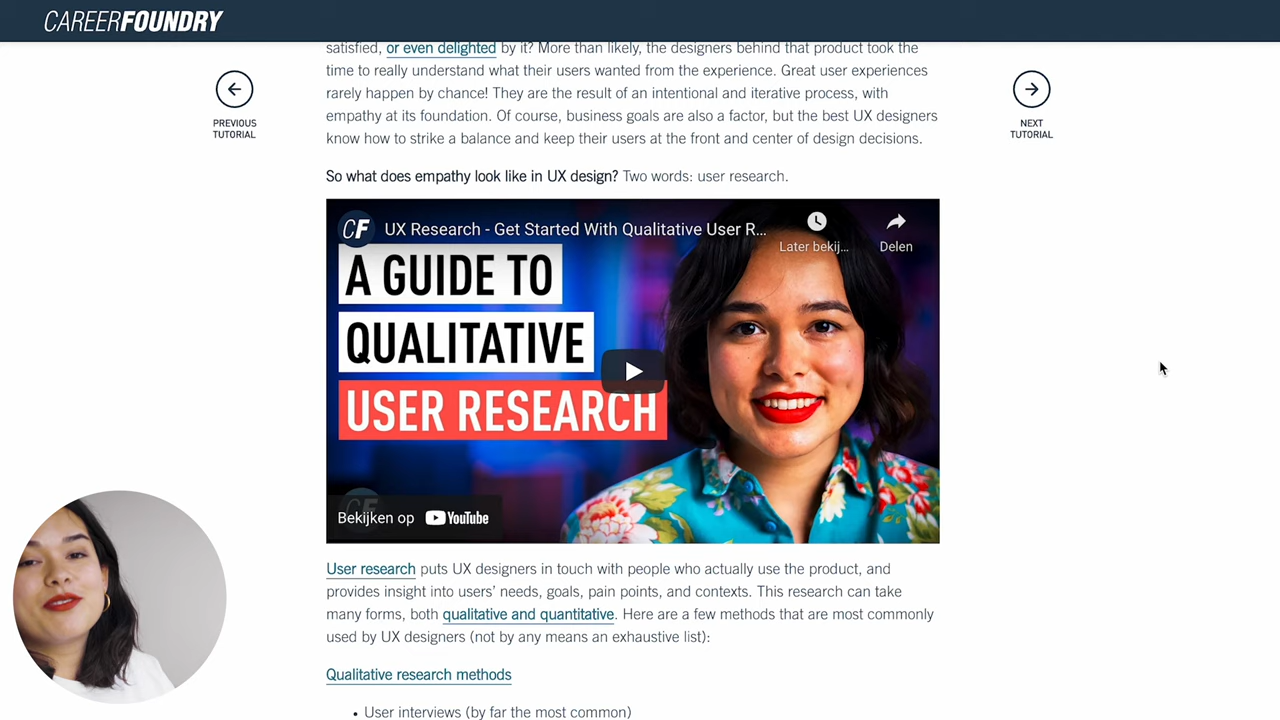 CAREERFOUNDRY
satisfied, or even delighted by it? More than likely, the designers behind that product took the
time to really understand what their users wanted from the experience. Great user experiences
rarely happen by chance! They are the result of an intentional and iterative process, with
empathy at its foundation. Of course, business goals are also a factor, but the best UX designers
know how to strike a balance and keep their users at the front and center of design decisions.
PREVIOUS
TUTORIAL
NEXT
TUTORIAL
So what does empathy look like in UX design? Two words: user research.
CF
UX Research - Get Started With Qualitative User R...
Later bekij...
Delen
A GUIDE TO
QUALITATIVE
USER RESEARCH
CF
Bekijken op YouTube
User research puts UX designers in touch with people who actually use the product, and
provides insight into users’ needs, goals, pain points, and contexts. This research can take
many forms, both qualitative and quantitative. Here are a few methods that are most commonly
used by UX designers (not by any means an exhaustive list):
Qualitative research methods
• User interviews (by far the most common)